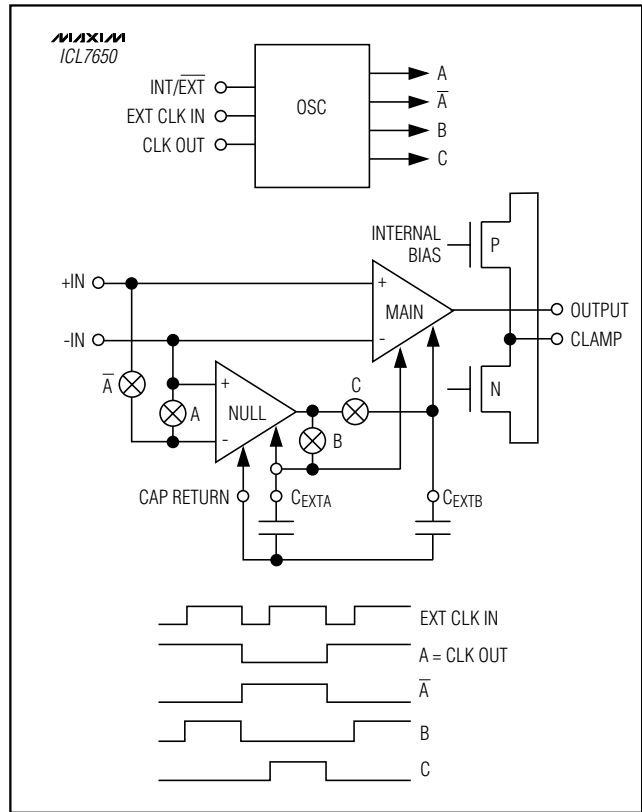 MAXIM
ICL7650
INT/E̅X̅T̅
EXT CLK IN
CLK OUT
OSC
A
A̅
B
C
INTERNAL
BIAS
P
+IN
+
MAIN
-
OUTPUT
-IN
CLAMP
A̅
A
+
NULL
-
C
B
N
CAP RETURN
CEXTA
CEXTB
EXT CLK IN
A = CLK OUT
A̅
B
C